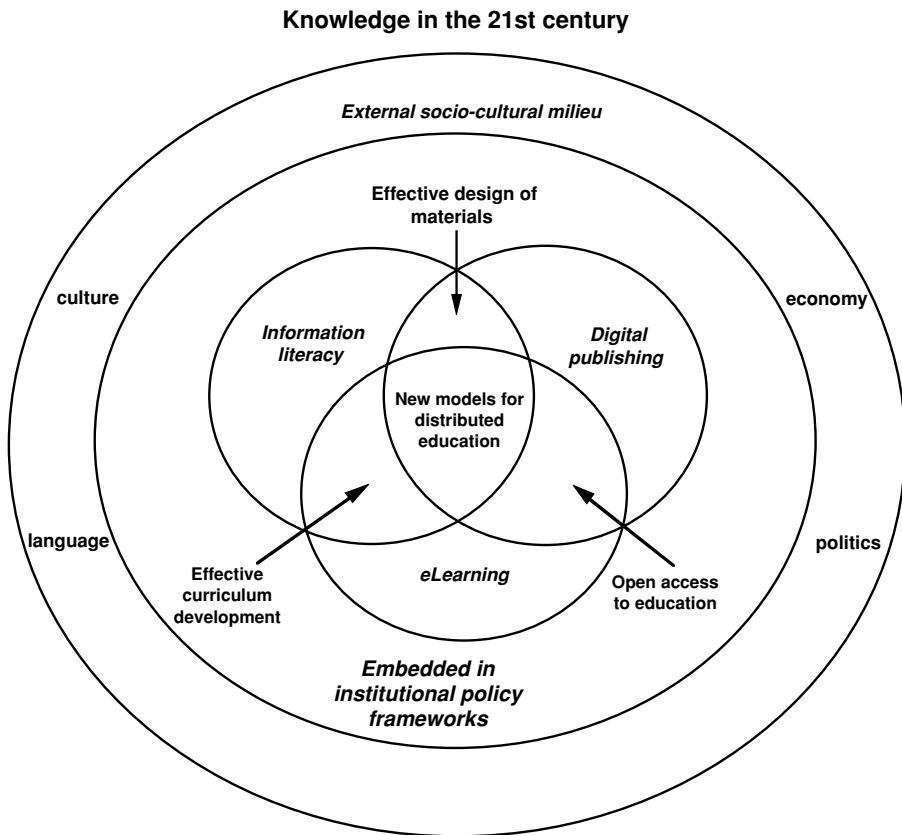 Knowledge in the 21st century
External socio-cultural milieu
Effective design of
materials
culture
economy
Information
literacy
Digital
publishing
New models for
distributed
education
language
politics
Effective
curriculum
development
eLearning
Open access
to education
Embedded in
institutional policy
frameworks